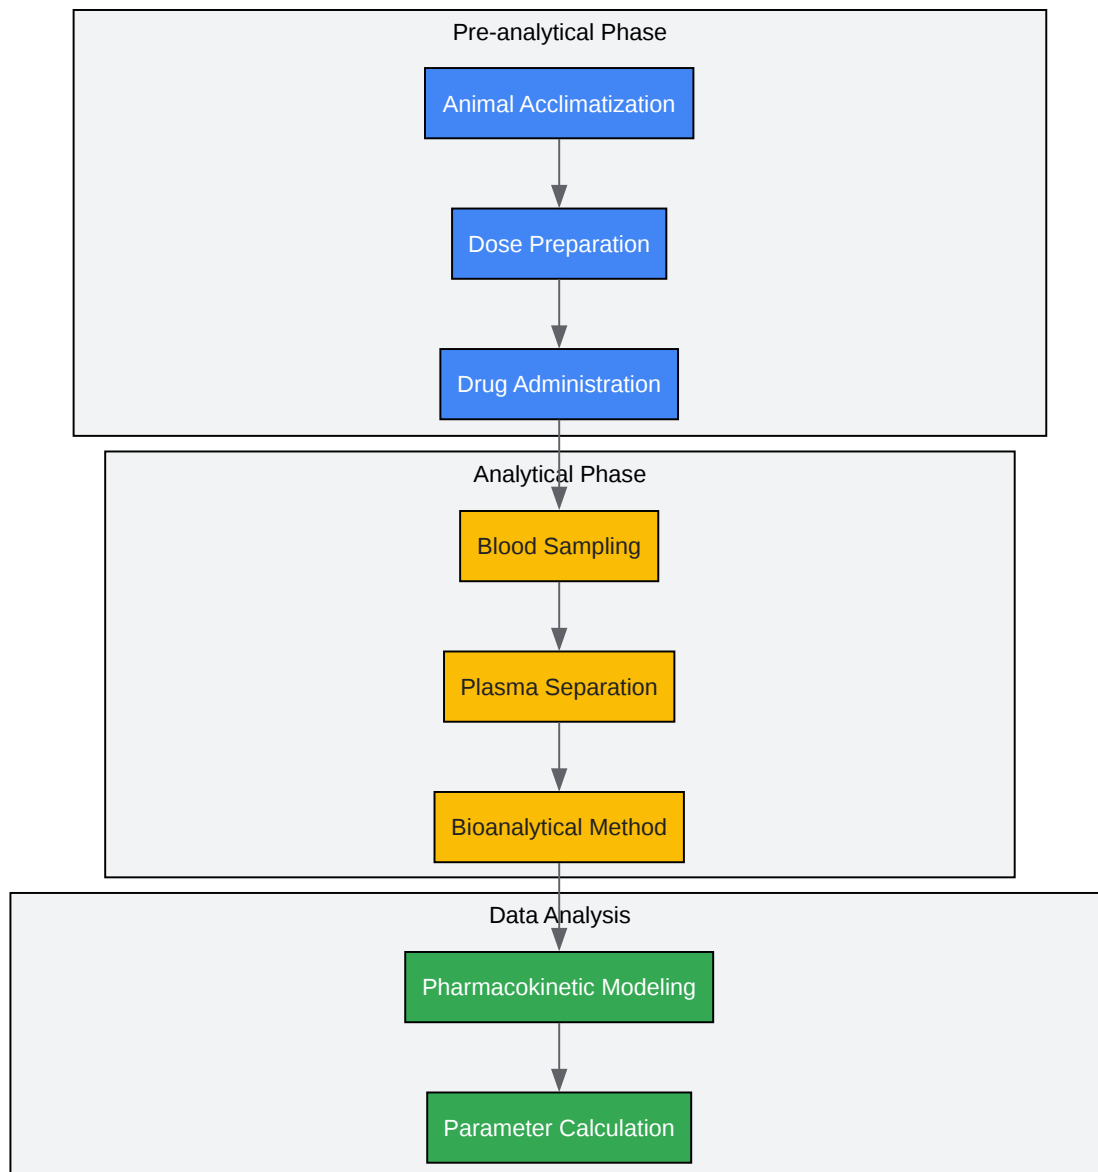 Pre-analytical Phase
Animal Acclimatization
Dose Preparation
Drug Administration
Analytical Phase
Blood Sampling
Plasma Separation
Bioanalytical Method
Data Analysis
Pharmacokinetic Modeling
Parameter Calculation